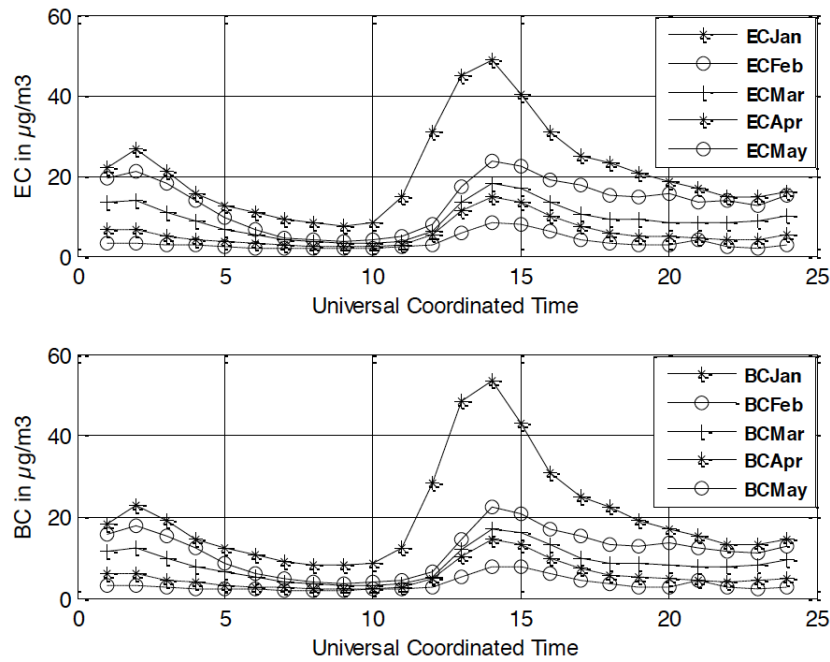 60
40
20
0
EC in µg/m3
ECJan
ECFeb
ECMar
ECApr
ECMay
0 5 10 15 20 25
Universal Coordinated Time
60
40
20
0
BC in µg/m3
BCJan
BCFeb
BCMar
BCApr
BCMay
0 5 10 15 20 25
Universal Coordinated Time